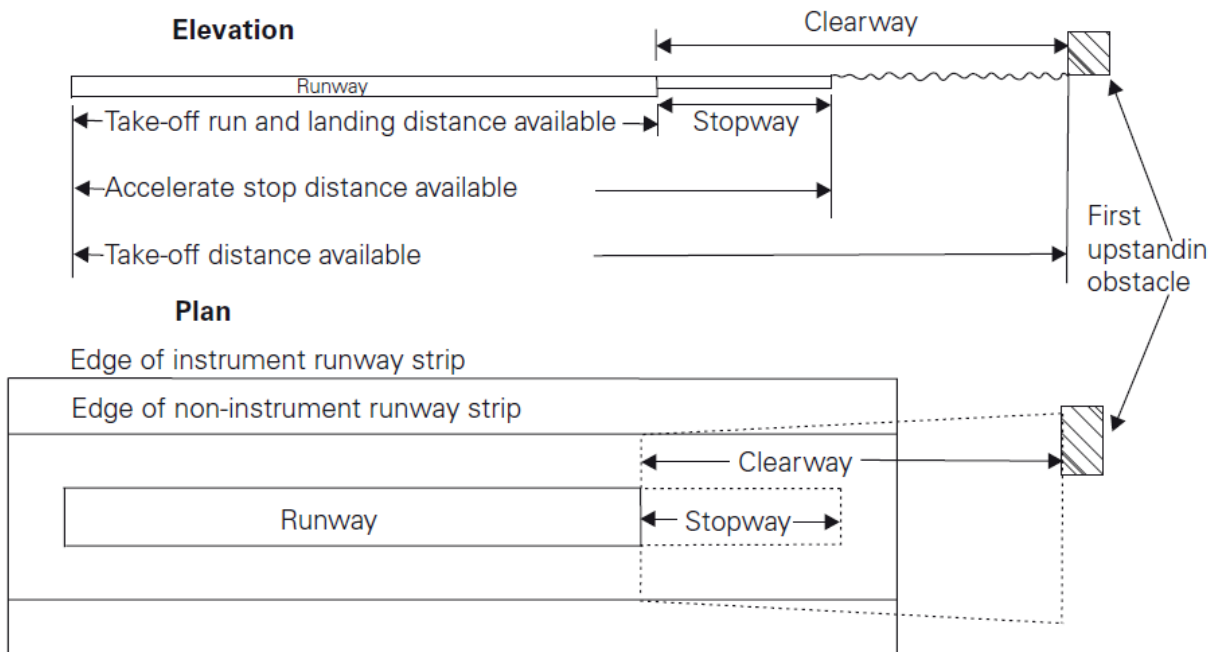 Elevation
Clearway
Runway
Take-off run and landing distance available
Stopway
Accelerate stop distance available
Take-off distance available
First
upstandin
obstacle
Plan
Edge of instrument runway strip
Edge of non-instrument runway strip
Clearway
Runway
Stopway